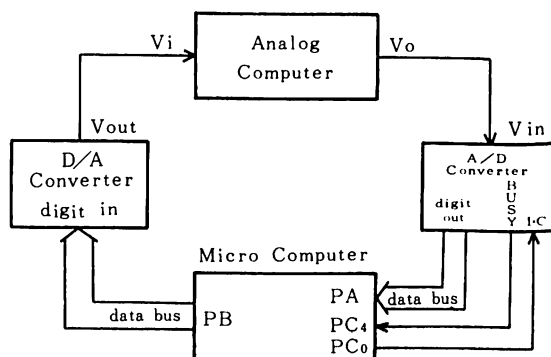 Vi
Analog
Computer
Vo
Vout
Vin
D/A
Converter
digit in
A/D
Converter
BUSY
digit
out
I·C
Micro Computer
data bus
PB
PA
data bus
PC4
PC0